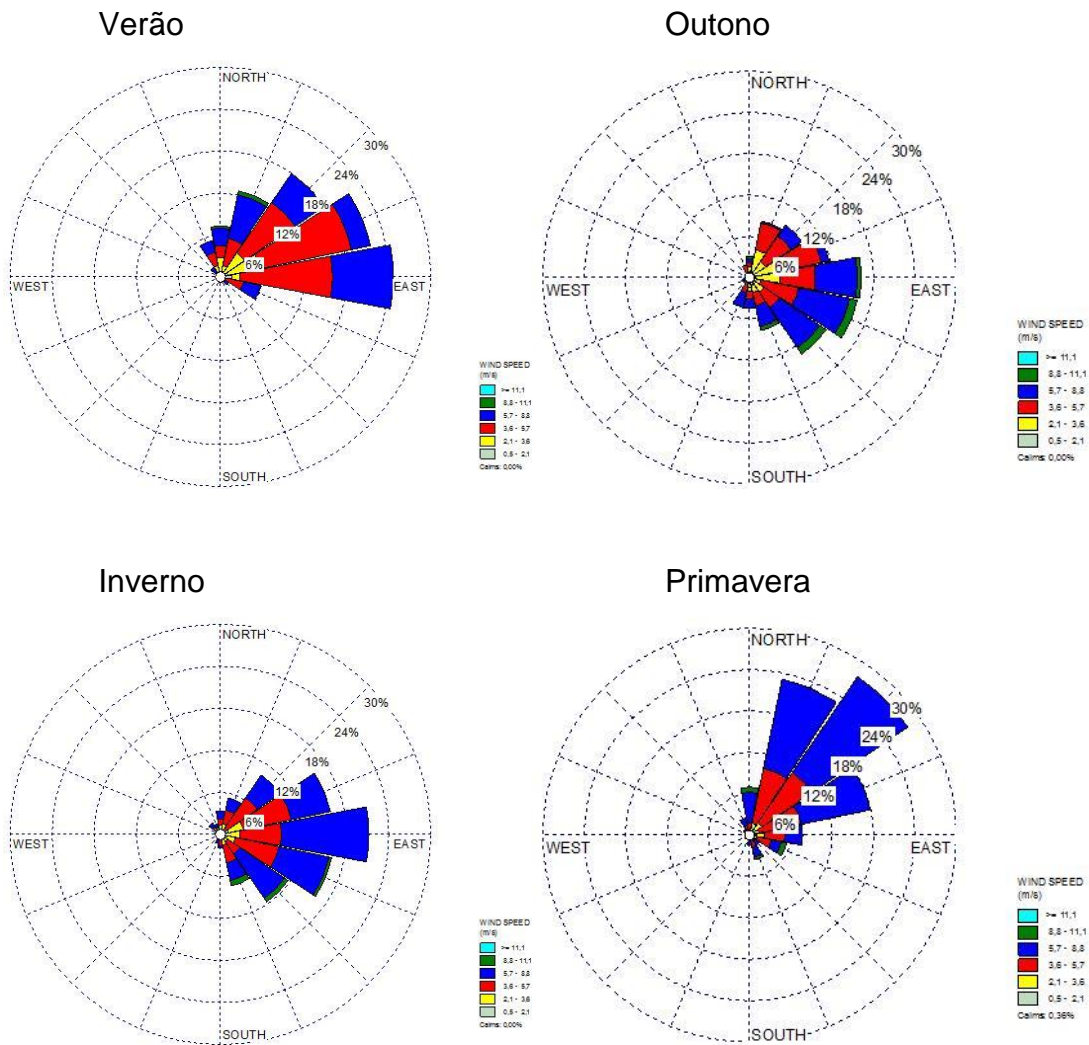 Verão
NORTH
30%
24%
18%
12%
6%
WEST
EAST
SOUTH
WIND SPEED
(m/s)
>= 11,1
8,8 - 11,1
5,7 - 8,8
3,6 - 5,7
2,1 - 3,6
0,5 - 2,1
Calms: 0,00%
Outono
NORTH
30%
24%
18%
12%
6%
WEST
EAST
SOUTH
WIND SPEED
(m/s)
>= 11,1
8,8 - 11,1
5,7 - 8,8
3,6 - 5,7
2,1 - 3,6
0,5 - 2,1
Calms: 0,00%
Inverno
NORTH
30%
24%
18%
12%
6%
WEST
EAST
SOUTH
WIND SPEED
(m/s)
>= 11,1
8,8 - 11,1
5,7 - 8,8
3,6 - 5,7
2,1 - 3,6
0,5 - 2,1
Calms: 0,00%
Primavera
NORTH
30%
24%
18%
12%
6%
WEST
EAST
SOUTH
WIND SPEED
(m/s)
>= 11,1
8,8 - 11,1
5,7 - 8,8
3,6 - 5,7
2,1 - 3,6
0,5 - 2,1
Calms: 0,36%